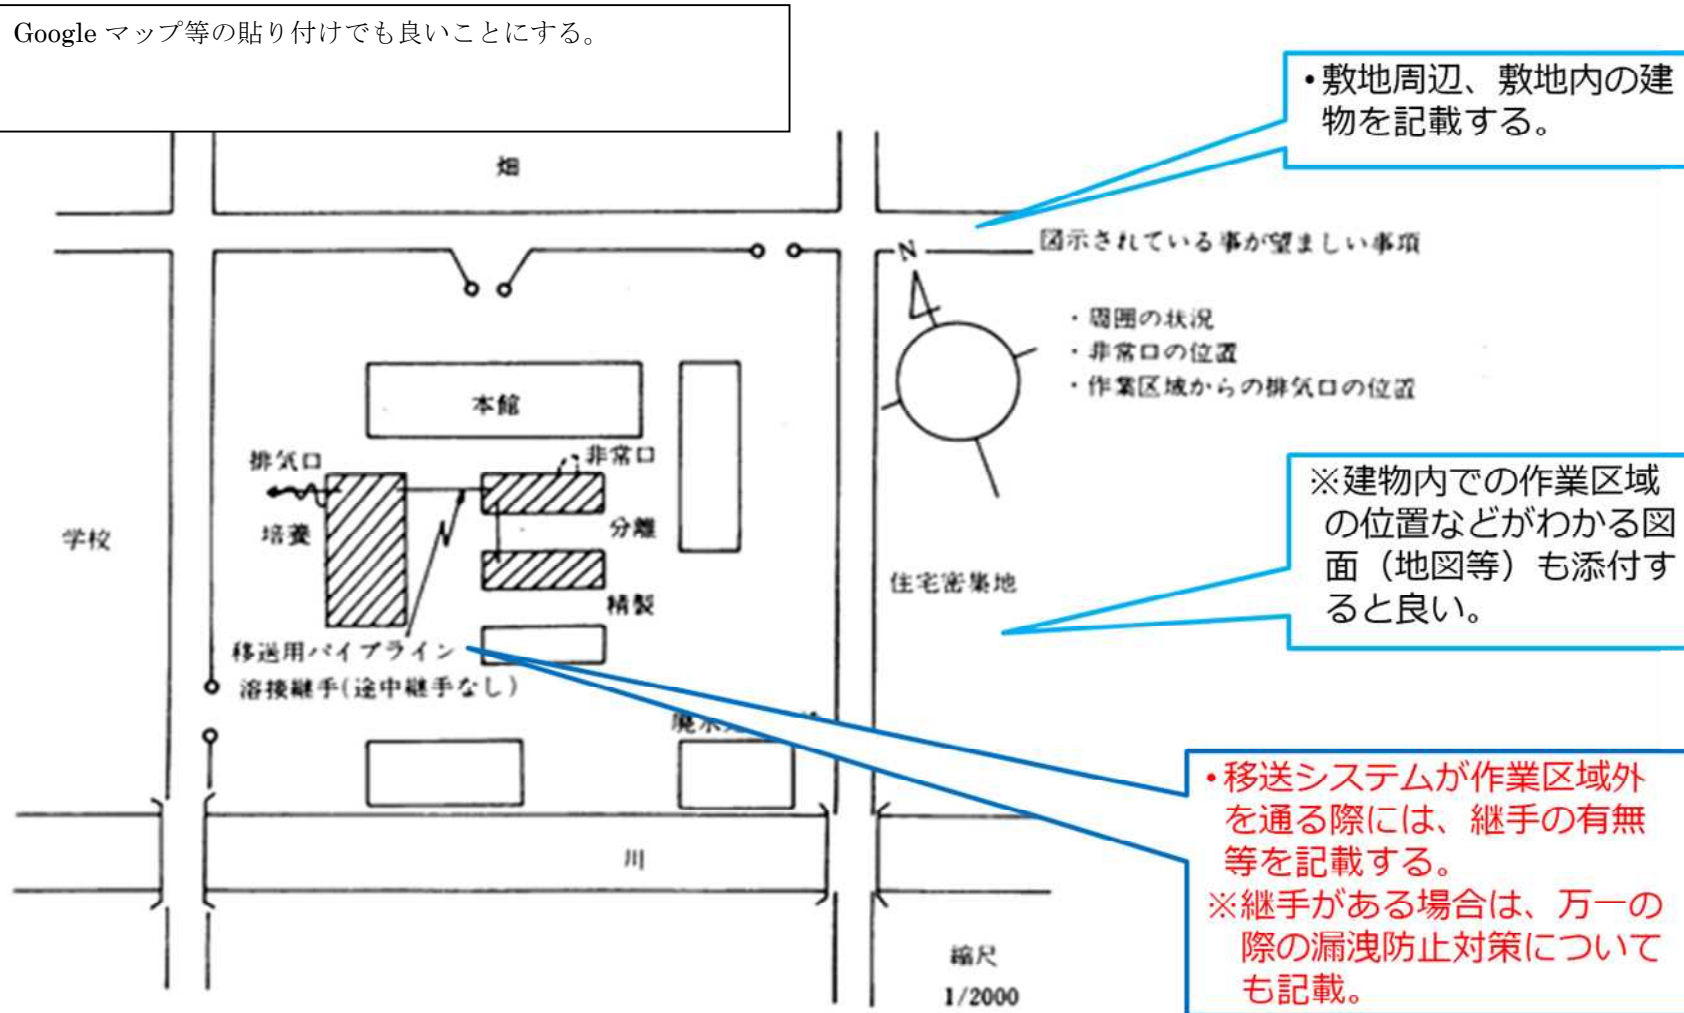 Google マップ等の貼り付けでも良いことにする。
・敷地周辺、敷地内の建
物を記載する。
畑
N
図示されている事が望ましい事項
・周囲の状況
・非常口の位置
・作業区域からの排気口の位置
本館
排気口
非常口
培養
分離
学校
精製
住宅密集地
※建物内での作業区域
の位置などがわかる図
面（地図等）も添付す
ると良い。
移送用パイプライン
溶接継手(途中継手なし)
・移送システムが作業区域外
を通る際には、継手の有無
等を記載する。
※継手がある場合は、万一の
際の漏洩防止対策について
も記載。
川
縮尺
1/2000